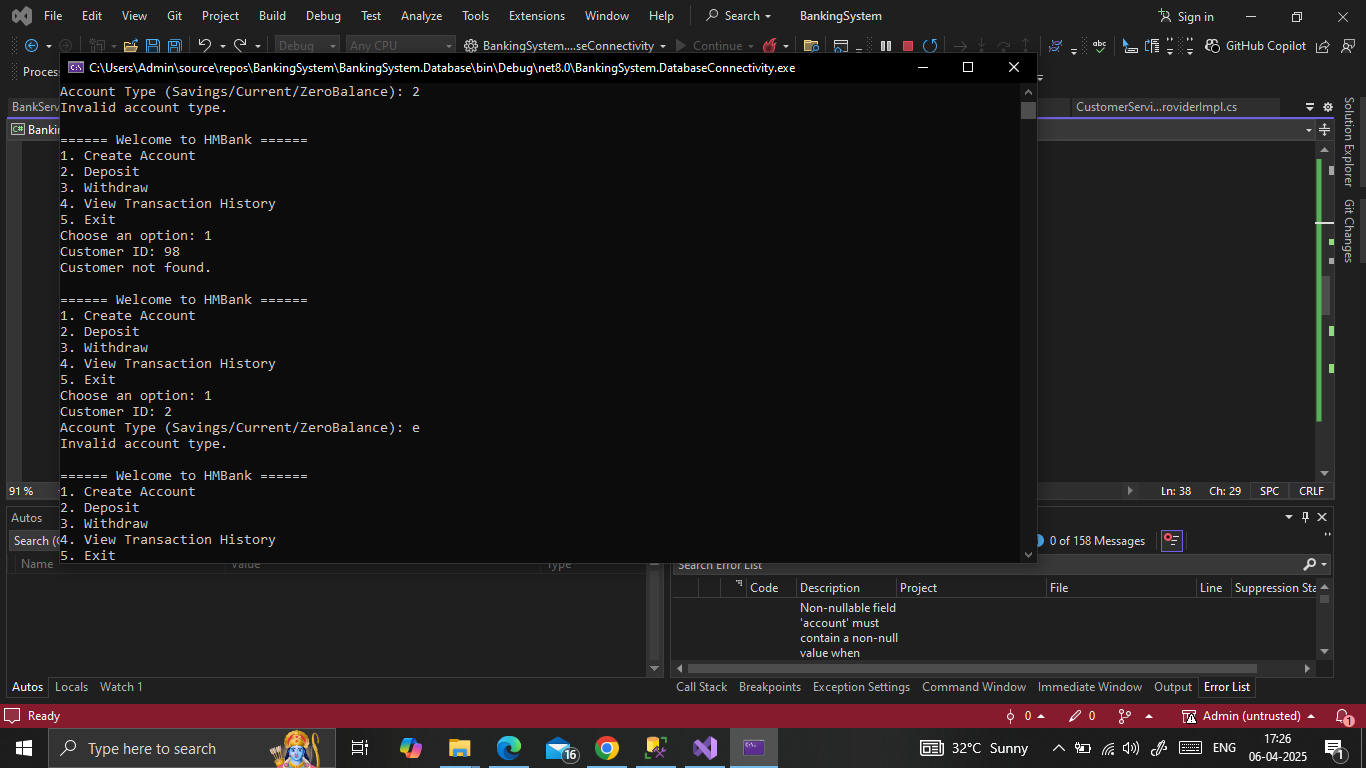 File Edit View Git Project Build Debug Test Analyze Tools Extensions Window Help Search BankingSystem Sign in
Debug Any CPU BankingSystem....seConnectivity Continue GitHub Copilot
Process
C:\Users\Admin\source\repos\BankingSystem\BankingSystem.Database\bin\Debug\net8.0\BankingSystem.DatabaseConnectivity.exe
BankServ
CustomerServi...roviderImpl.cs
C# Bankin
Solution Explorer
Git Changes
Account Type (Savings/Current/ZeroBalance): 2
Invalid account type.
====== Welcome to HMBank ======
1. Create Account
2. Deposit
3. Withdraw
4. View Transaction History
5. Exit
Choose an option: 1
Customer ID: 98
Customer not found.
====== Welcome to HMBank ======
1. Create Account
2. Deposit
3. Withdraw
4. View Transaction History
5. Exit
Choose an option: 1
Customer ID: 2
Account Type (Savings/Current/ZeroBalance): e
Invalid account type.
====== Welcome to HMBank ======
1. Create Account
2. Deposit
3. Withdraw
4. View Transaction History
5. Exit
91 % Ln: 38 Ch: 29 SPC CRLF
Autos
Search (C
Name Value Type
0 of 158 Messages
Search Error List
Code Description Project File Line Suppression Sta
Non-nullable field
'account' must
contain a non-null
value when
Autos Locals Watch 1
Call Stack Breakpoints Exception Settings Command Window Immediate Window Output Error List
Ready 0 0 Admin (untrusted) 1
Type here to search 16 32°C Sunny ENG 17:26
06-04-2025 1